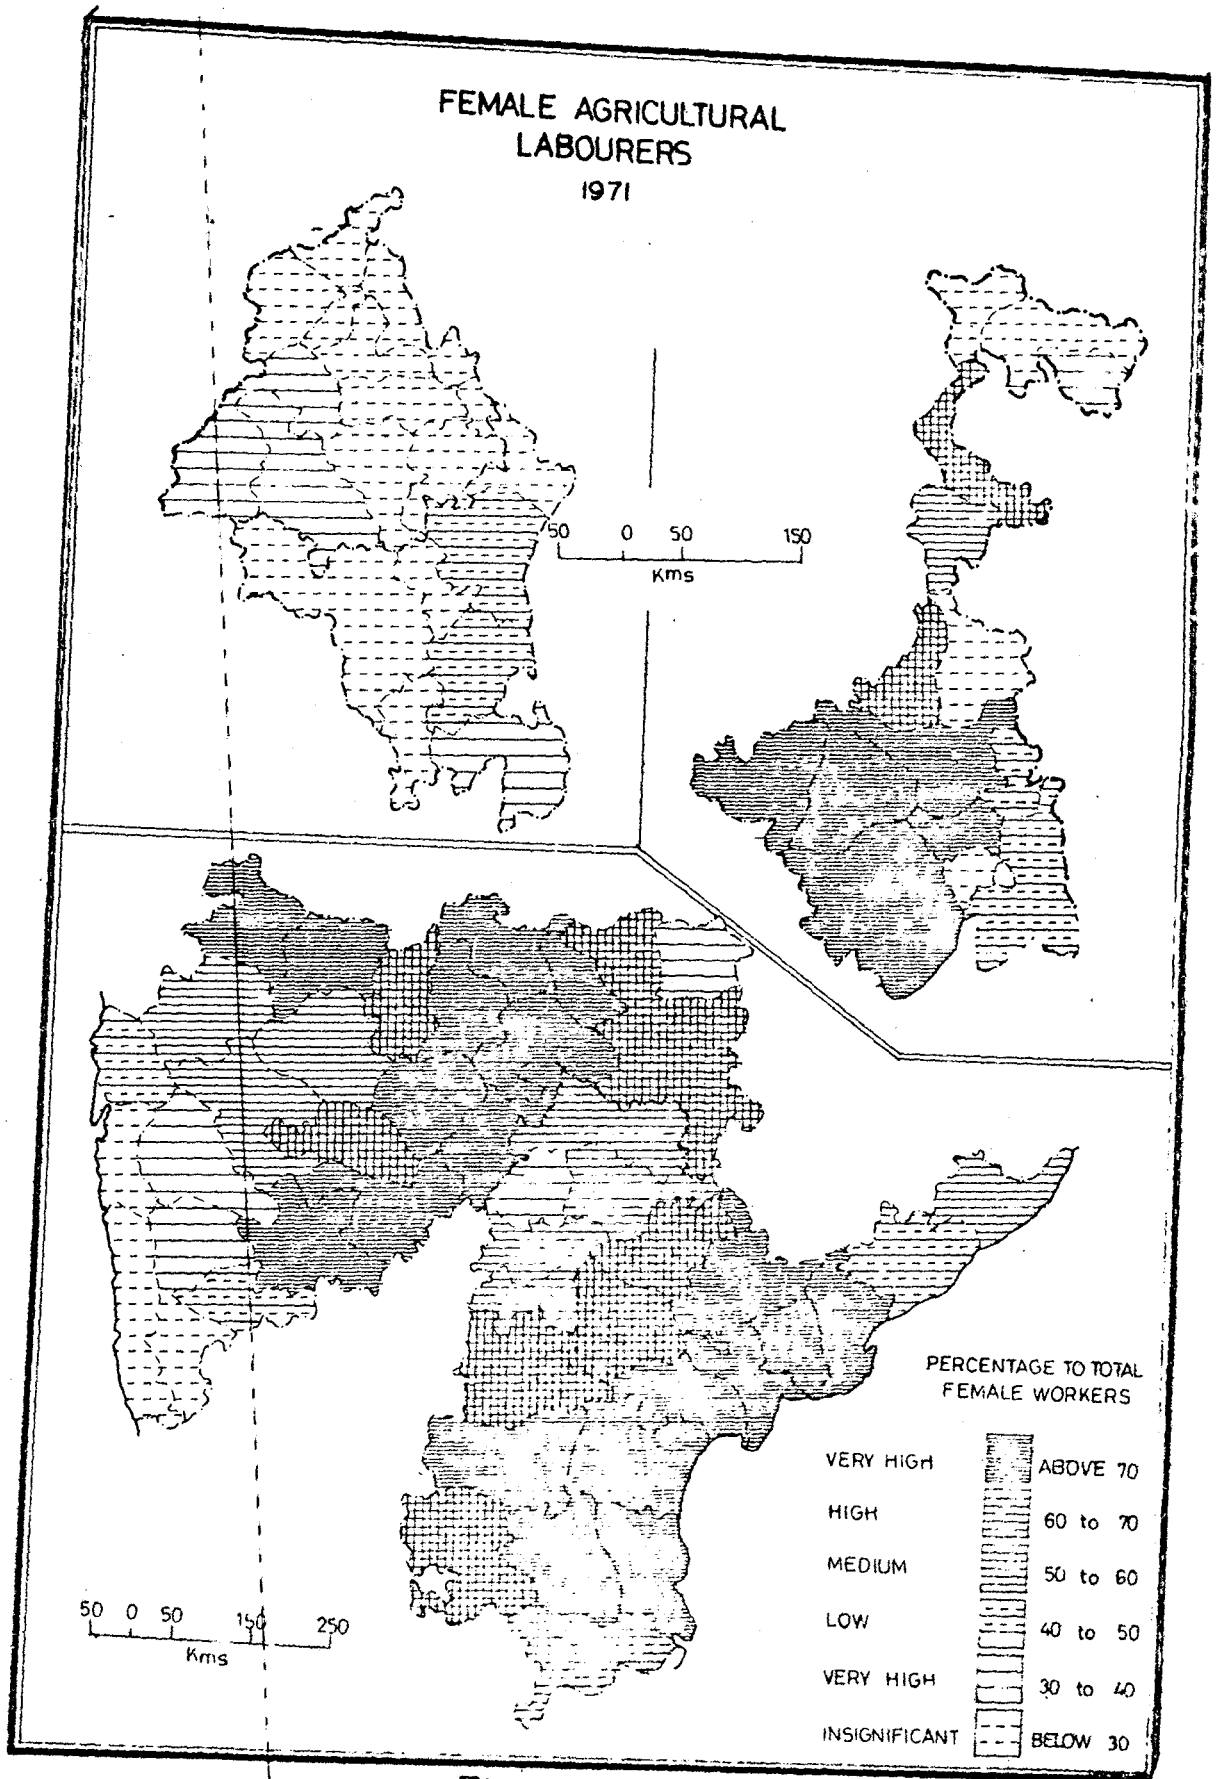 FEMALE AGRICULTURAL
LABOURERS
1971
50 0 50 150
Kms
PERCENTAGE TO TOTAL
FEMALE WORKERS
VERY HIGH ABOVE 70
HIGH 60 to 70
MEDIUM 50 to 60
LOW 40 to 50
VERY HIGH 30 to 40
INSIGNIFICANT BELOW 30
50 0 50 150 250
Kms